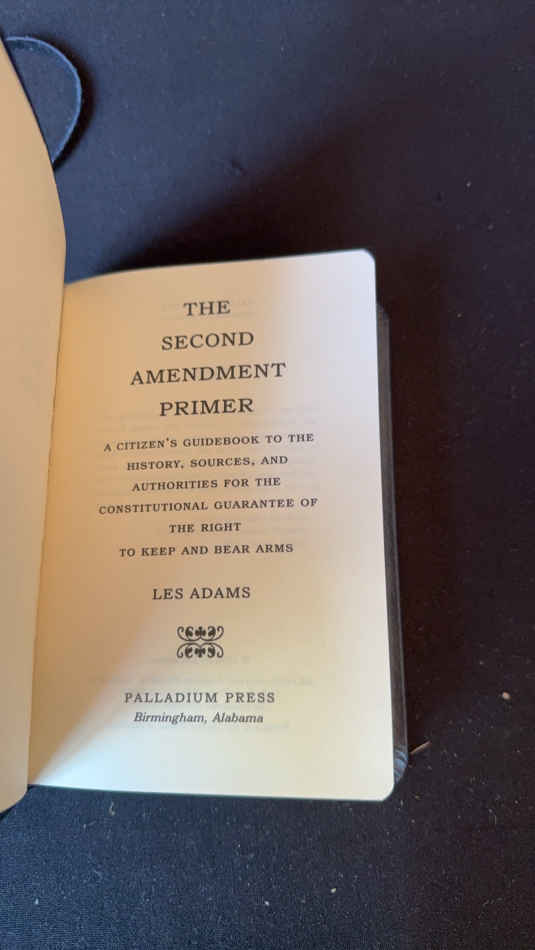 THE
SECOND
AMENDMENT
PRIMER
A CITIZEN'S GUIDEBOOK TO THE
HISTORY, SOURCES, AND
AUTHORITIES FOR THE
CONSTITUTIONAL GUARANTEE OF
THE RIGHT
TO KEEP AND BEAR ARMS
LES ADAMS
PALLADIUM PRESS
Birmingham, Alabama